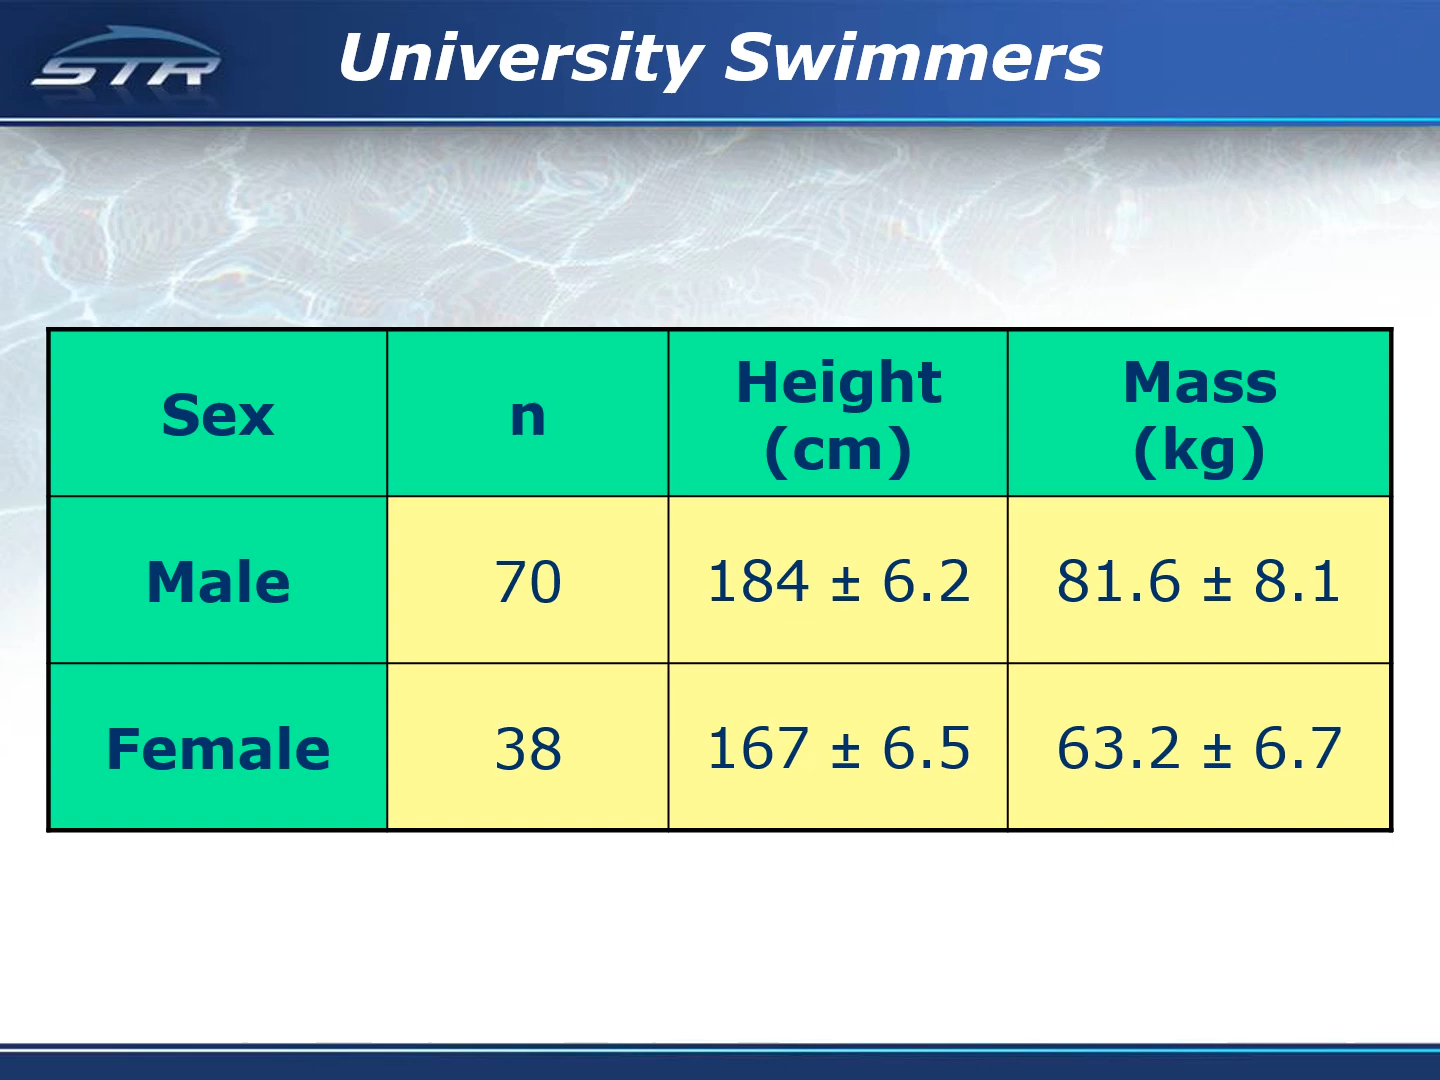 STR
University Swimmers
Sex n Height (cm) Mass (kg)
Male 70 184 ± 6.2 81.6 ± 8.1
Female 38 167 ± 6.5 63.2 ± 6.7